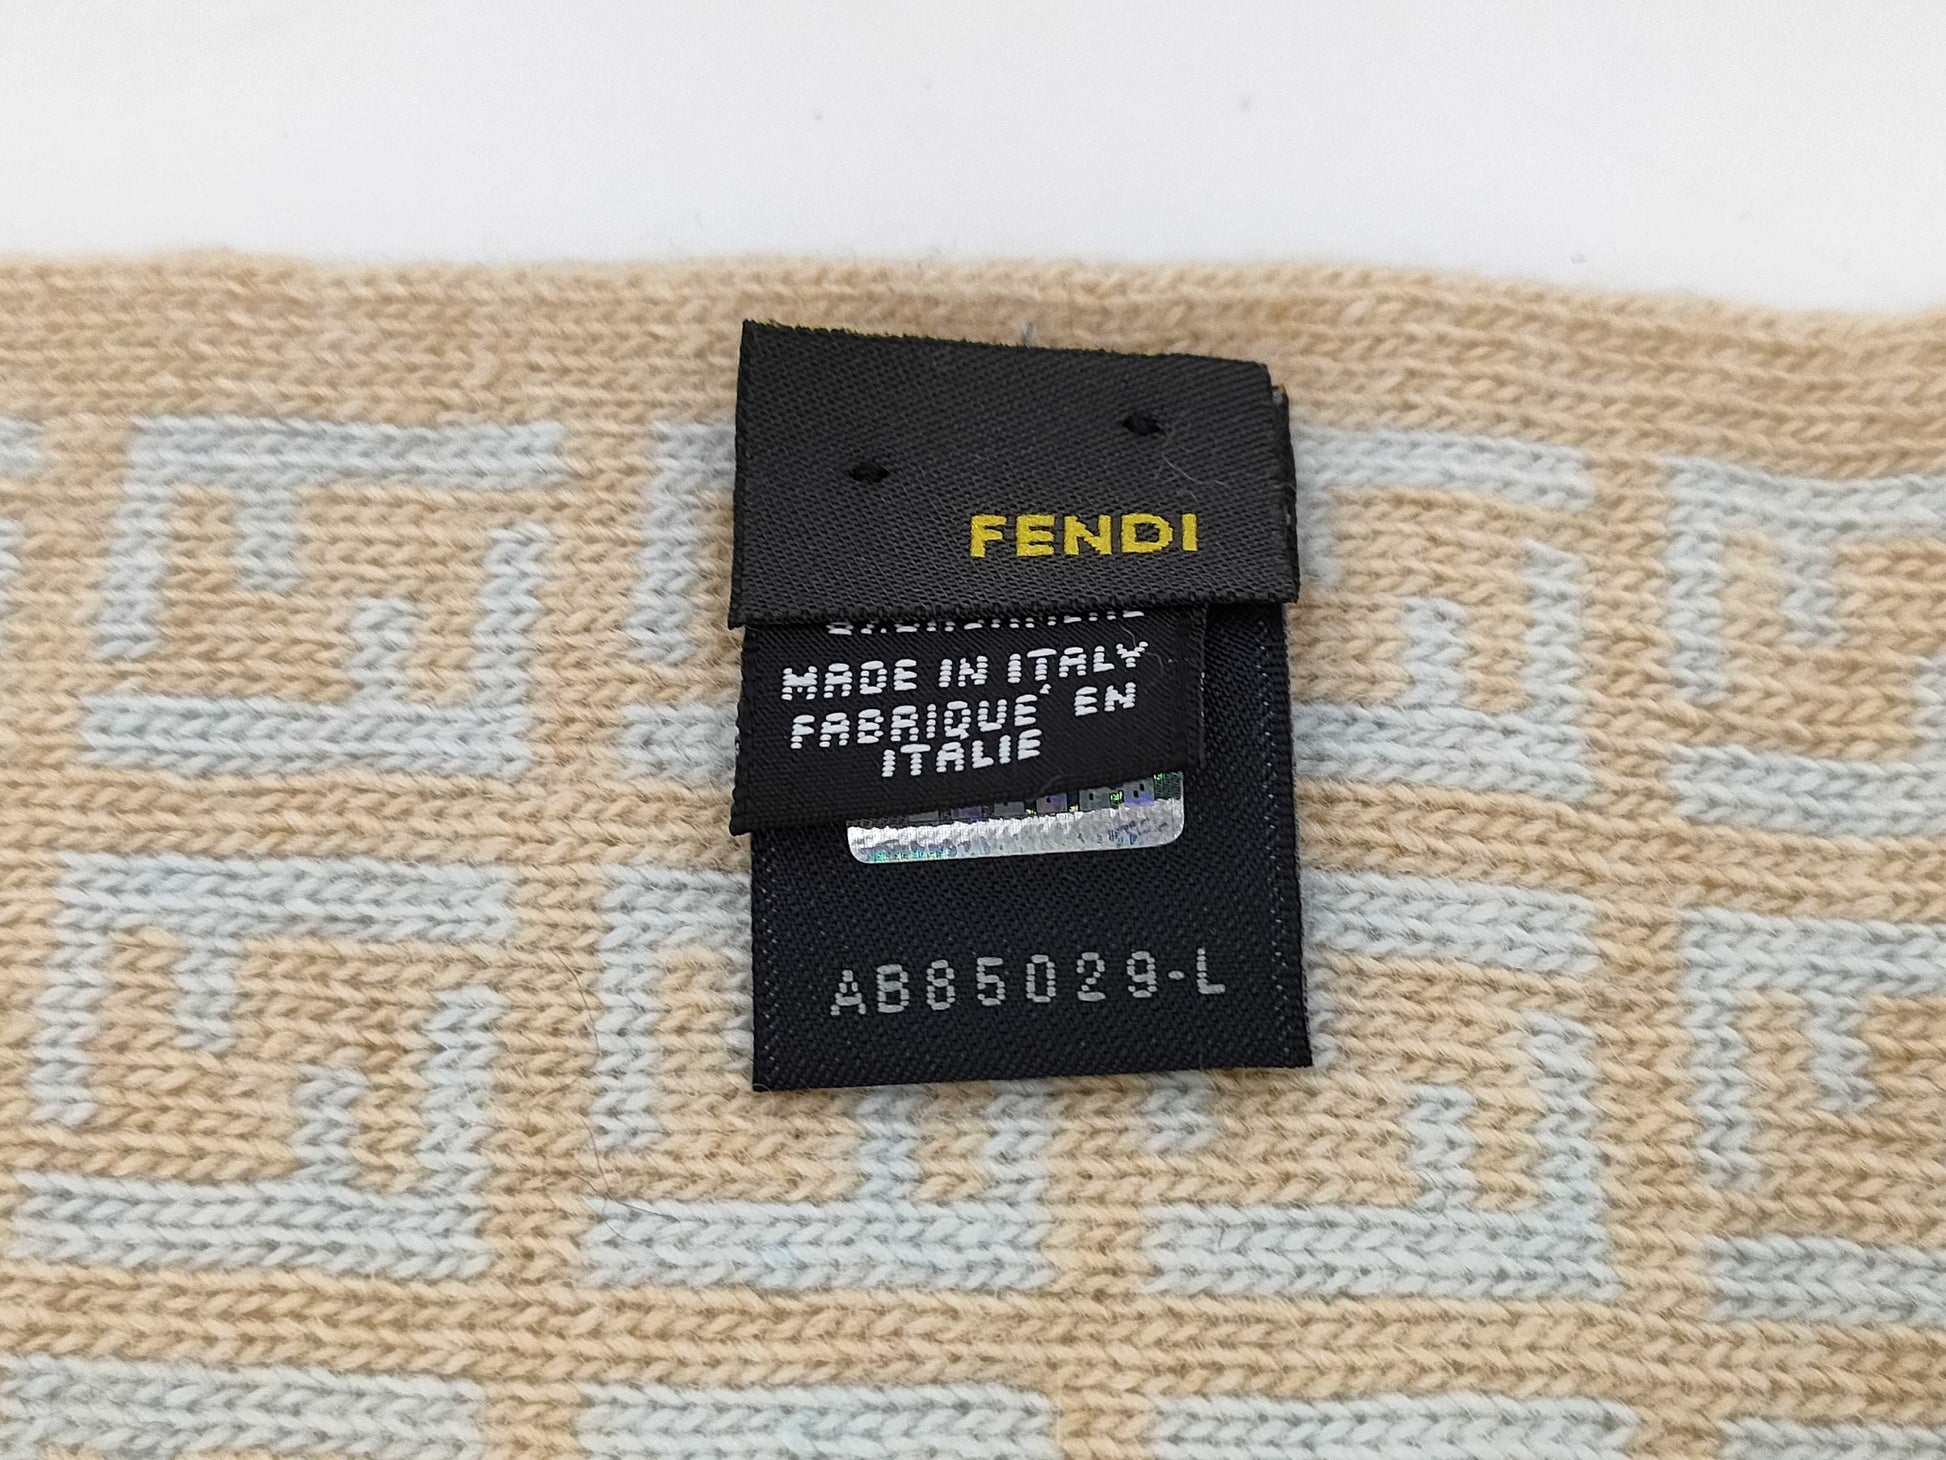 FENDI
MADE IN ITALY
FABRIQUE' EN
ITALIE
AB85029-L